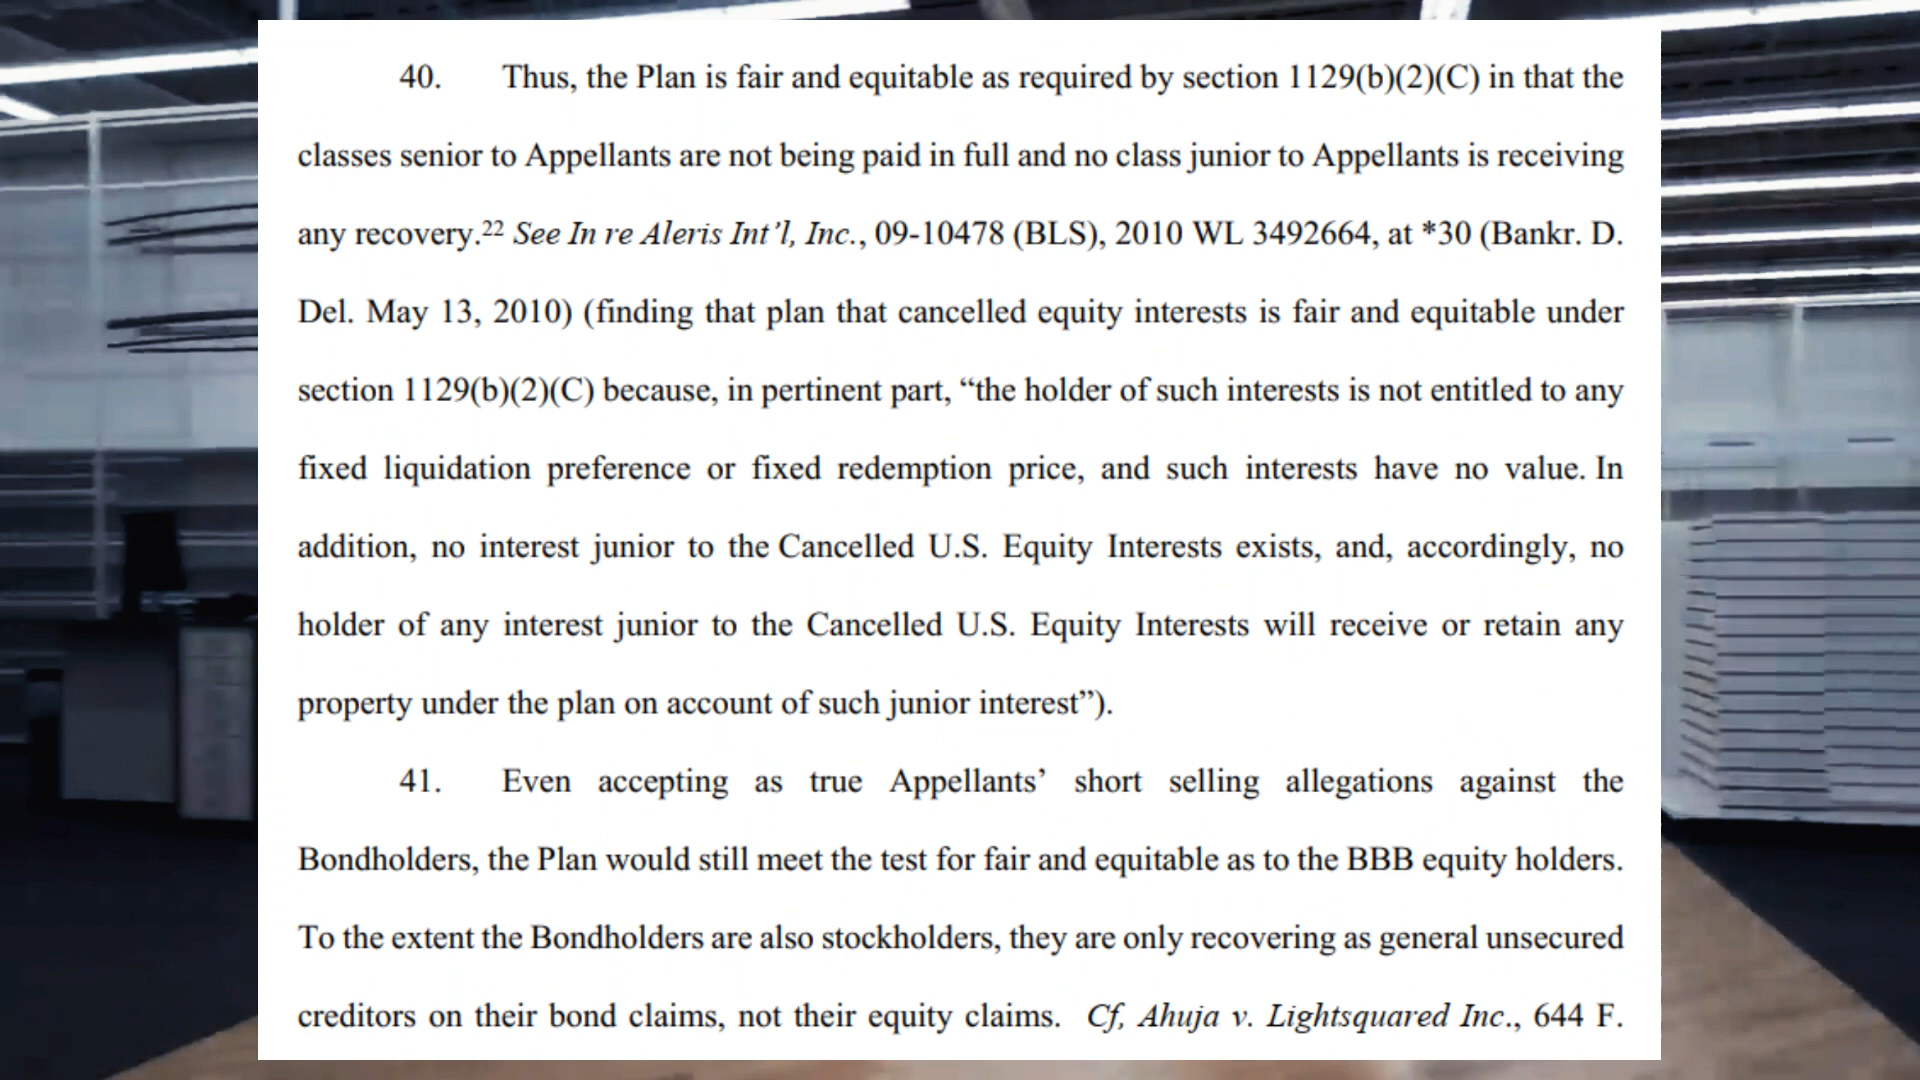 40. Thus, the Plan is fair and equitable as required by section 1129(b)(2)(C) in that the
classes senior to Appellants are not being paid in full and no class junior to Appellants is receiving
any recovery.²² See In re Aleris Int’l, Inc., 09-10478 (BLS), 2010 WL 3492664, at *30 (Bankr. D.
Del. May 13, 2010) (finding that plan that cancelled equity interests is fair and equitable under
section 1129(b)(2)(C) because, in pertinent part, “the holder of such interests is not entitled to any
fixed liquidation preference or fixed redemption price, and such interests have no value. In
addition, no interest junior to the Cancelled U.S. Equity Interests exists, and, accordingly, no
holder of any interest junior to the Cancelled U.S. Equity Interests will receive or retain any
property under the plan on account of such junior interest”).
41. Even accepting as true Appellants’ short selling allegations against the
Bondholders, the Plan would still meet the test for fair and equitable as to the BBB equity holders.
To the extent the Bondholders are also stockholders, they are only recovering as general unsecured
creditors on their bond claims, not their equity claims. Cf, Ahuja v. Lightsquared Inc., 644 F.